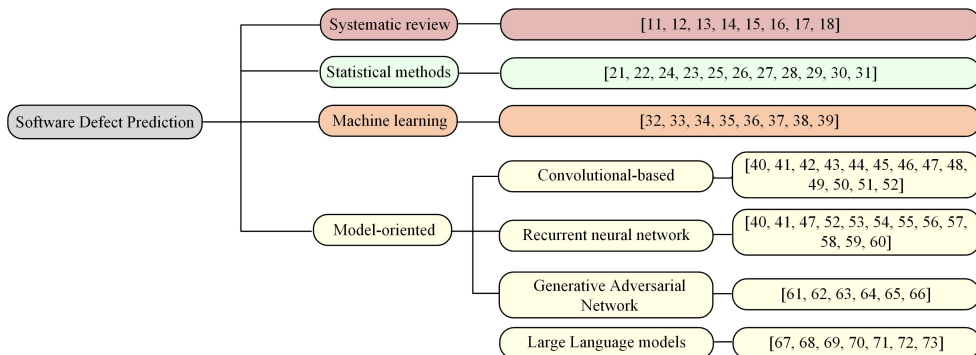 Systematic review
[11, 12, 13, 14, 15, 16, 17, 18]
Statistical methods
[21, 22, 24, 23, 25, 26, 27, 28, 29, 30, 31]
Software Defect Prediction
Machine learning
[32, 33, 34, 35, 36, 37, 38, 39]
Model-oriented
Convolutional-based
[40, 41, 42, 43, 44, 45, 46, 47, 48,
49, 50, 51, 52]
Recurrent neural network
[40, 41, 47, 52, 53, 54, 55, 56, 57,
58, 59, 60]
Generative Adversarial
Network
[61, 62, 63, 64, 65, 66]
Large Language models
[67, 68, 69, 70, 71, 72, 73]